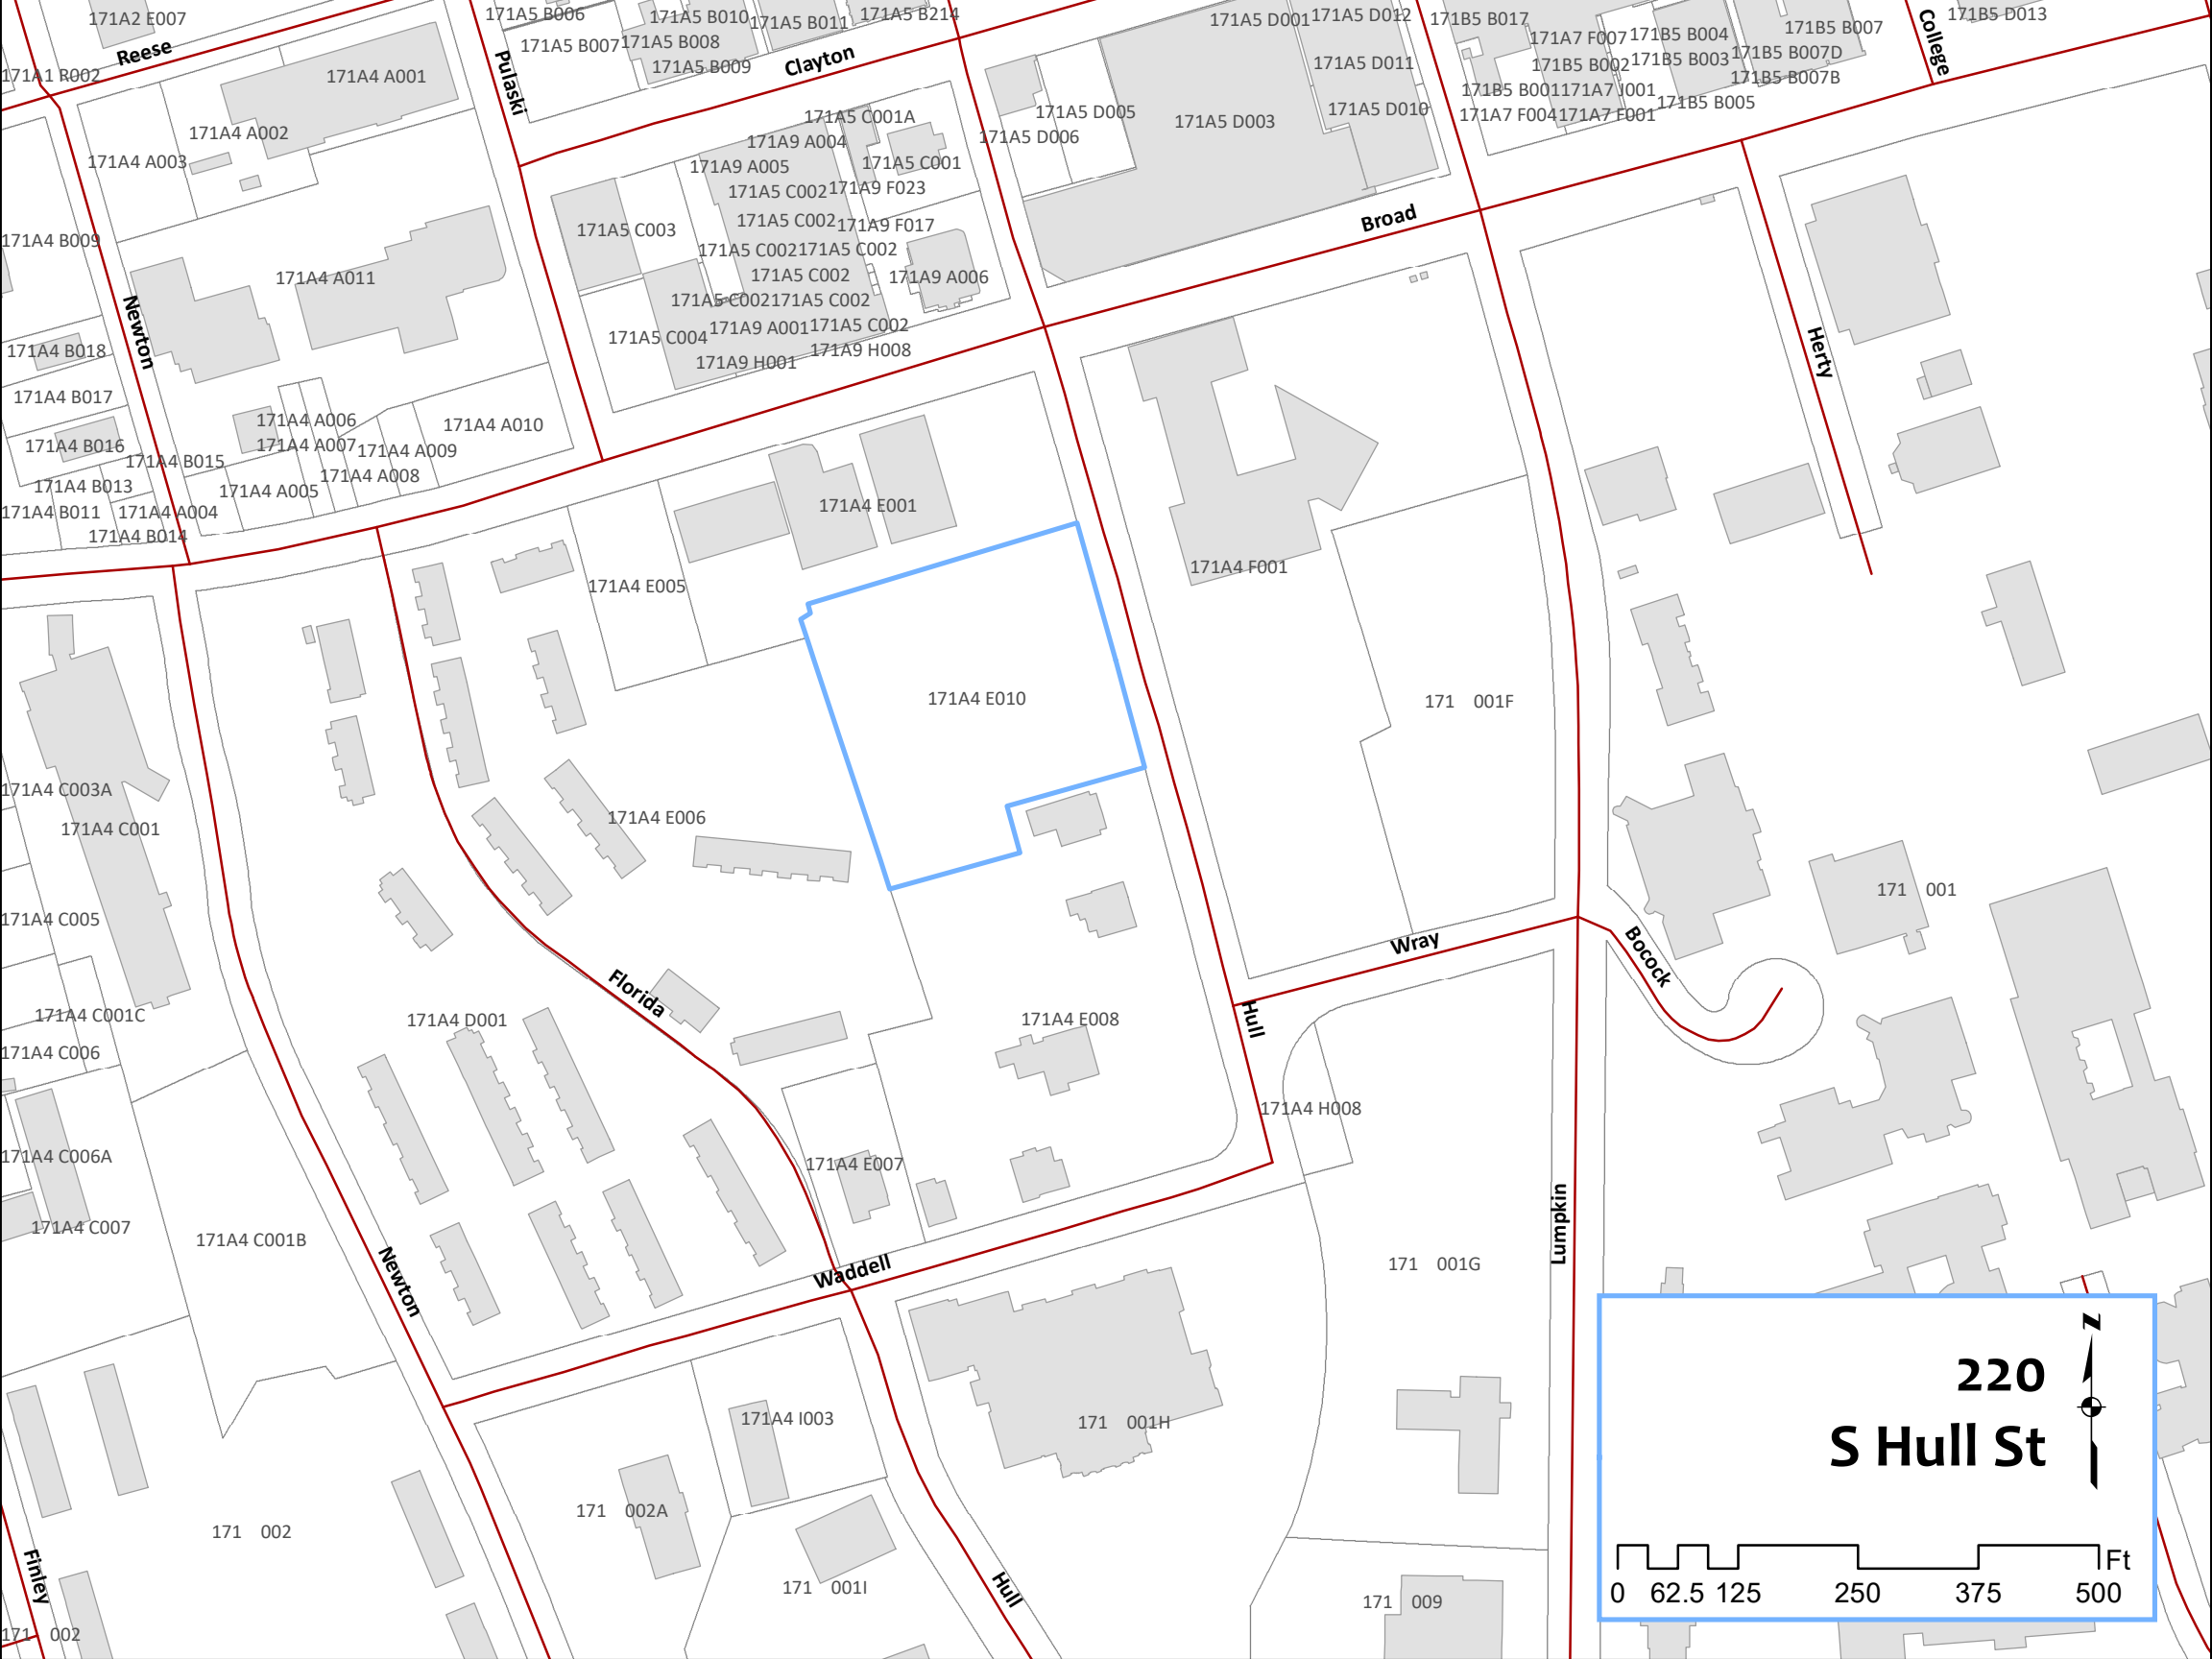 171A2 E007
171A5 B006
171A5 B010
171A5 B011
171A5 B214
171A5 D001
171A5 D012
171B5 B017
171B5 B007
171B5 D013
Reese
Pulaski
171A5 B007
171A5 B008
171A5 B009
Clayton
171A7 F007
171B5 B004
171B5 B003
171B5 B007D
171B5 B007B
College
171A1 R002
171A4 A001
171A5 D011
171B5 B002
171B5 B001
171A7 J001
171B5 B005
171A4 A002
171A4 A003
171A5 C001A
171A5 D005
171A5 D006
171A5 D003
171A5 D010
171A7 F004
171A7 F001
171A9 A004
171A9 A005
171A5 C001
171A5 C002
171A9 F023
171A4 B009
171A5 C003
171A5 C002
171A9 F017
Broad
171A5 C002
171A5 C002
171A4 A011
171A5 C002
171A9 A006
171A5 C002
171A5 C002
Newton
171A5 C004
171A9 A001
171A5 C002
171A9 H001
171A9 H008
Herty
171A4 B018
171A4 B017
171A4 B016
171A4 B015
171A4 A006
171A4 A007
171A4 A009
171A4 A010
171A4 B013
171A4 A005
171A4 A008
171A4 B011
171A4 A004
171A4 B014
171A4 E001
171A4 E005
171A4 F001
171A4 E010
171 001F
171A4 C003A
171A4 C001
171A4 E006
171A4 C005
171 001
Wray
Bocock
Florida
171A4 C001C
171A4 D001
171A4 E008
Hull
171A4 C006
171A4 H008
171A4 C006A
171A4 E007
171A4 C007
171A4 C001B
Newton
Waddell
171 001G
Lumpkin
171A4 I003
171 001H
171 002A
171 002
171 001I
Hull
171 009
Finley
171 002
N
220
S Hull St
Ft
0 62.5 125 250 375 500